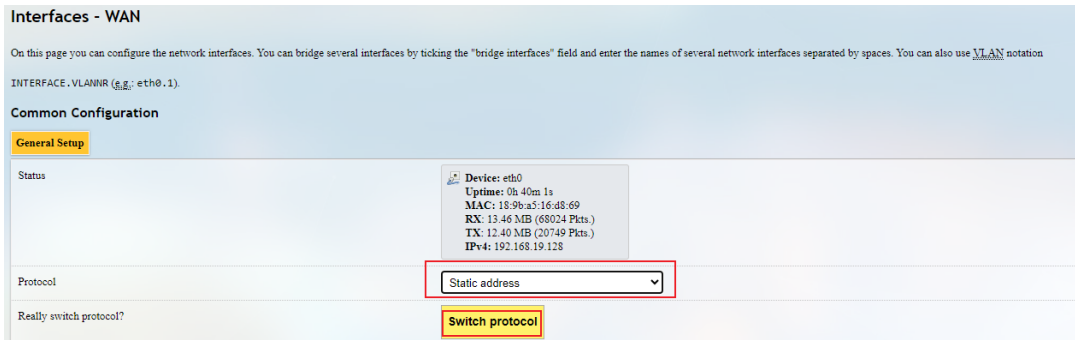 Interfaces - WAN
On this page you can configure the network interfaces. You can bridge several interfaces by ticking the "bridge interfaces" field and enter the names of several network interfaces separated by spaces. You can also use VLAN notation
INTERFACE.VLANNR (e.g.: eth0.1).
Common Configuration
General Setup
Status
Device: eth0
Uptime: 0h 40m 1s
MAC: 18:9b:a5:16:d8:69
RX: 13.46 MB (68024 Pkts.)
TX: 12.40 MB (20749 Pkts.)
IPv4: 192.168.19.128
Protocol
Static address
Really switch protocol?
Switch protocol